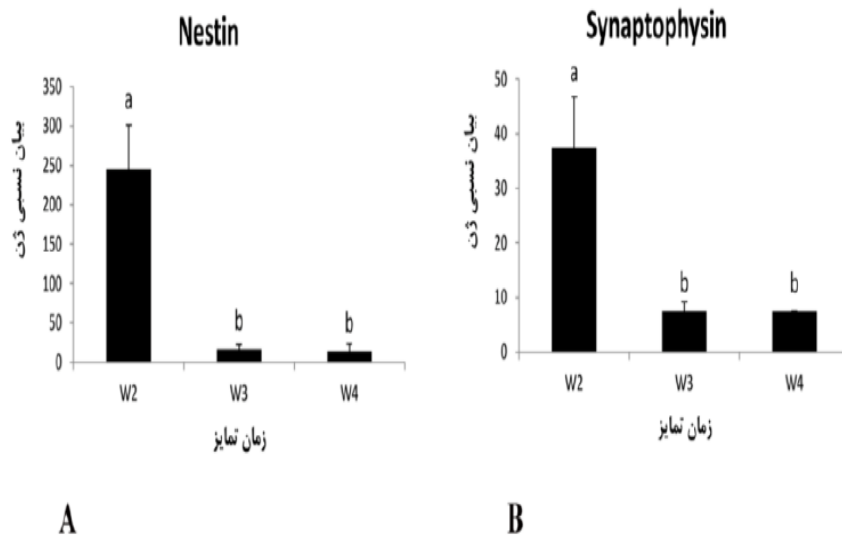 Nestin
بیان نسبی ژن
350
300
250
200
150
100
50
0
a
b
b
W2
W3
W4
زمان تمایز
A
Synaptophysin
بیان نسبی ژن
50
40
30
20
10
0
a
b
b
W2
W3
W4
زمان تمایز
B